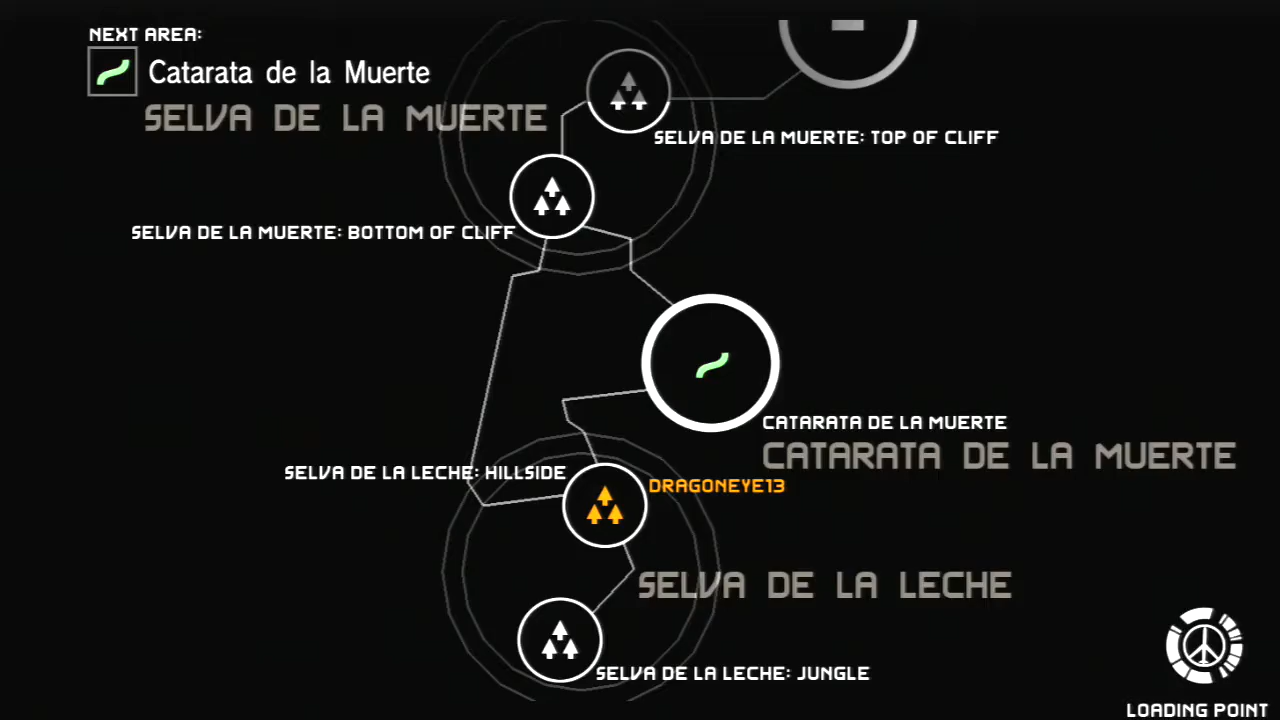 NEXT AREA:
Catarata de la Muerte
SELVA DE LA MUERTE
SELVA DE LA MUERTE: TOP OF CLIFF
SELVA DE LA MUERTE: BOTTOM OF CLIFF
CATARATA DE LA MUERTE
CATARATA DE LA MUERTE
SELVA DE LA LECHE: HILLSIDE
DRAGONEYE13
SELVA DE LA LECHE
SELVA DE LA LECHE: JUNGLE
LOADING POINT